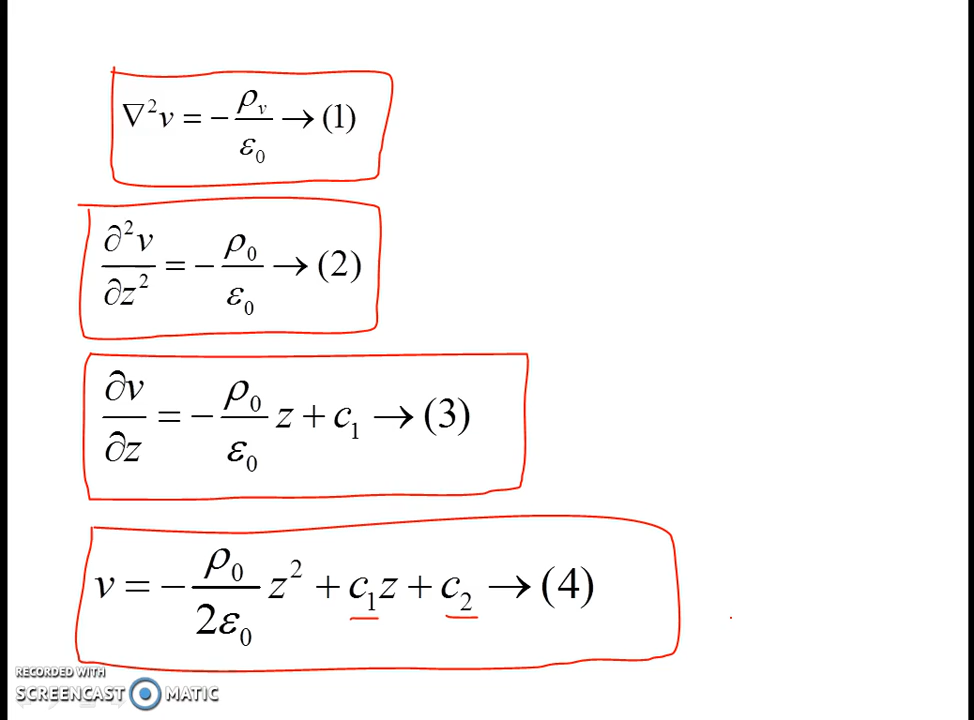 ∇²v = −ρᵥ/ε₀ → (1)
∂²v/∂z² = −ρ₀/ε₀ → (2)
∂v/∂z = −ρ₀/ε₀ z + c₁ → (3)
v = −ρ₀/2ε₀ z² + c₁z + c₂ → (4)
RECORDED WITH
SCREENCAST MATIC